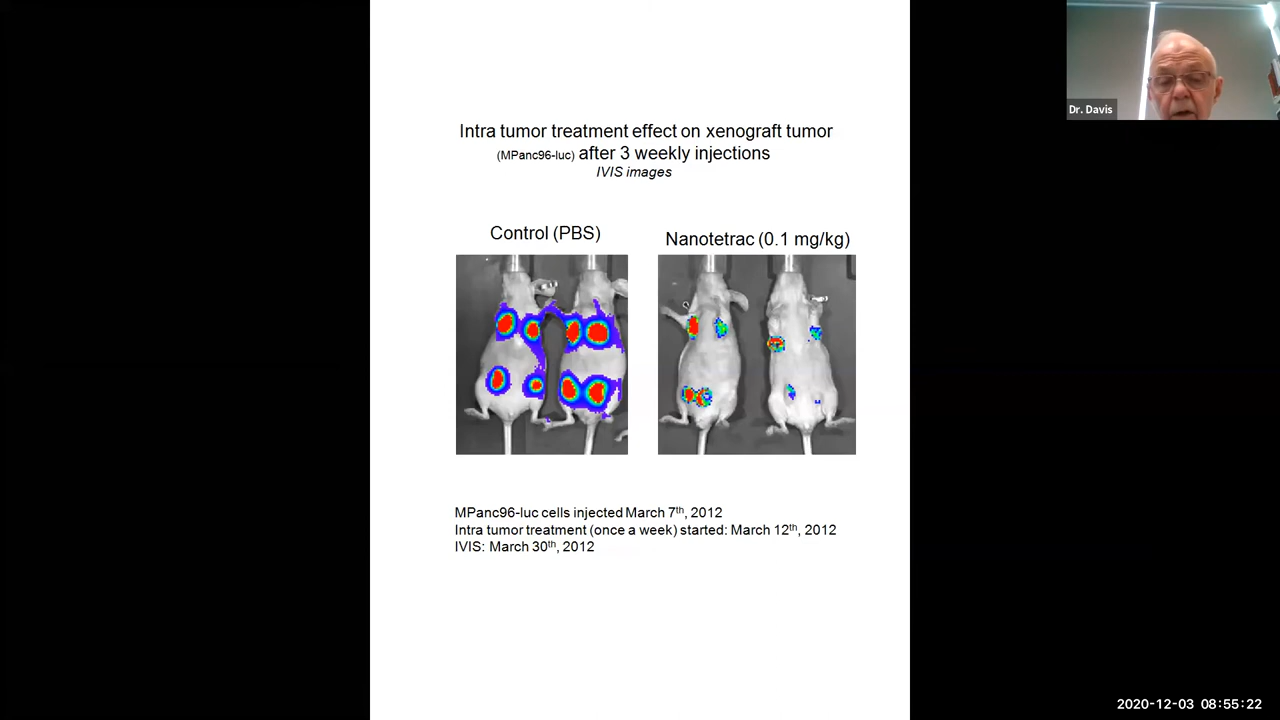 Dr. Davis
Intra tumor treatment effect on xenograft tumor
(MPanc96-luc) after 3 weekly injections
IVIS images
Control (PBS)
Nanotetrac (0.1 mg/kg)
MPanc96-luc cells injected March 7th, 2012
Intra tumor treatment (once a week) started: March 12th, 2012
IVIS: March 30th, 2012
2020-12-03 08:55:22